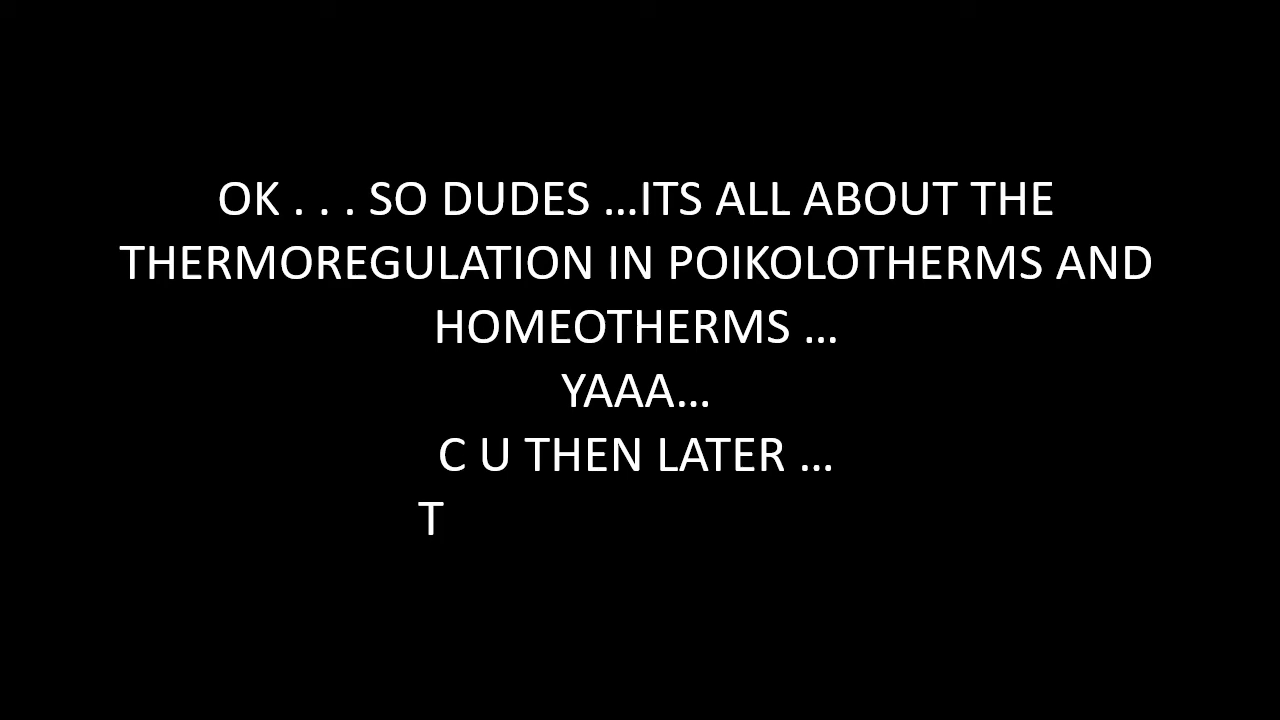 OK . . . SO DUDES ...ITS ALL ABOUT THE
THERMOREGULATION IN POIKOLOTHERMS AND
HOMEOTHERMS ...
YAAA...
C U THEN LATER ...
T